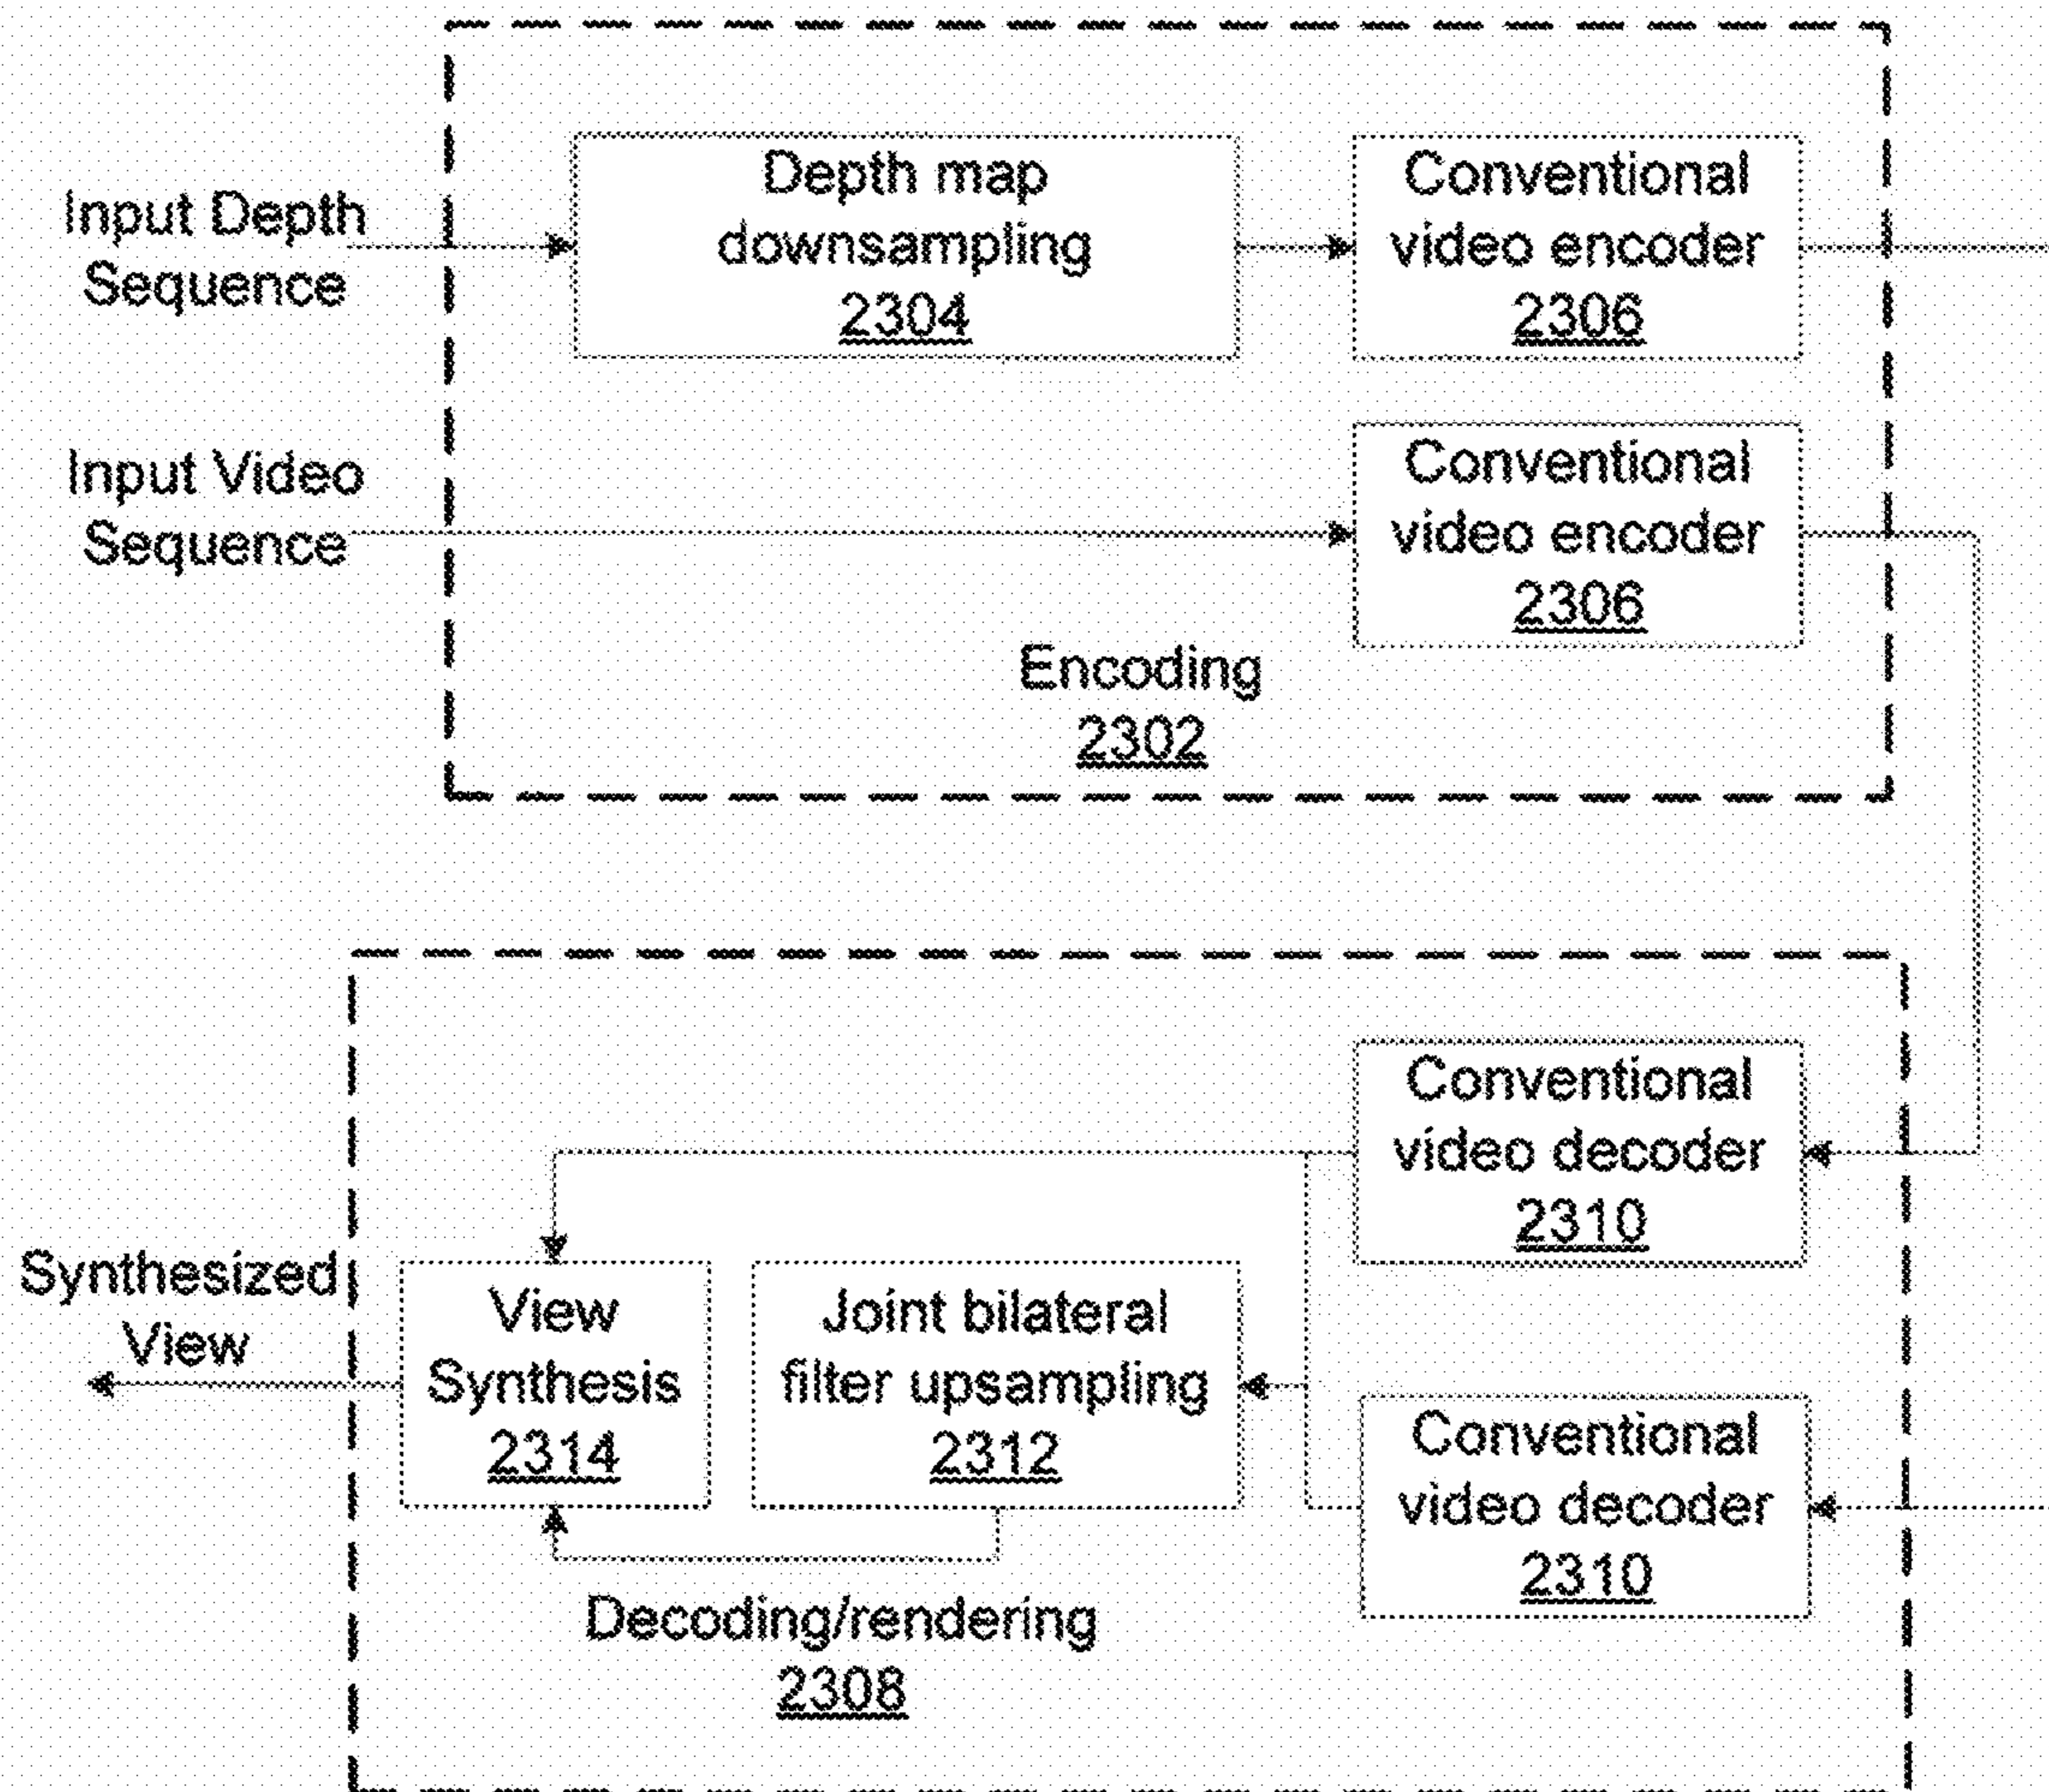 Input Depth
Sequence
Depth map
downsampling
2304
Conventional
video encoder
2306
Input Video
Sequence
Conventional
video encoder
2306
Encoding
2302
Conventional
video decoder
2310
Synthesized
View
View
Synthesis
2314
Joint bilateral
filter upsampling
2312
Conventional
video decoder
2310
Decoding/rendering
2308